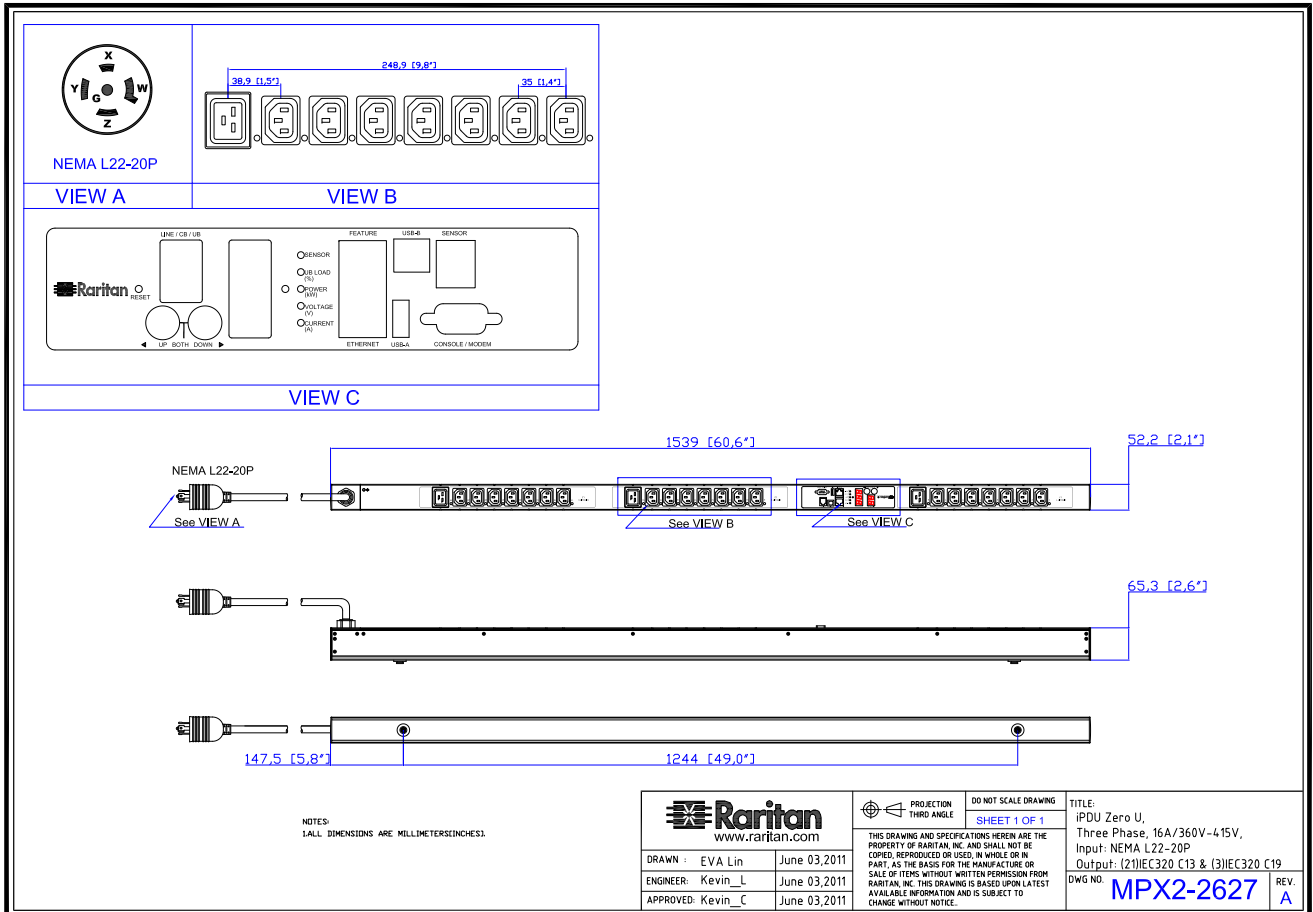 X
Y
W
G
Z
NEMA L22-20P
VIEW A
248,9 [9,8"]
38,9 [1,5"]
35 [1,4"]
VIEW B
LINE / CB / UB
FEATURE
USB-B
SENSOR
SENSOR
UB LOAD
(%)
POWER
(kW)
VOLTAGE
(V)
CURRENT
(A)
Raritan
RESET
UP BOTH DOWN
ETHERNET
USB-A
CONSOLE / MODEM
VIEW C
1539 [60,6"]
52,2 [2,1"]
NEMA L22-20P
See VIEW A
See VIEW B
See VIEW C
65,3 [2,6"]
147,5 [5,8"]
1244 [49,0"]
NOTES:
1.ALL DIMENSIONS ARE MILLIMETERS[INCHES].
Raritan
www.raritan.com
DRAWN : EVA Lin June 03,2011
ENGINEER: Kevin_L June 03,2011
APPROVED: Kevin_C June 03,2011
PROJECTION
THIRD ANGLE
DO NOT SCALE DRAWING
SHEET 1 OF 1
THIS DRAWING AND SPECIFICATIONS HEREIN ARE THE
PROPERTY OF RARITAN, INC. AND SHALL NOT BE
COPIED, REPRODUCED OR USED, IN WHOLE OR IN
PART, AS THE BASIS FOR THE MANUFACTURE OR
SALE OF ITEMS WITHOUT WRITTEN PERMISSION FROM
RARITAN, INC. THIS DRAWING IS BASED UPON LATEST
AVAILABLE INFORMATION AND IS SUBJECT TO
CHANGE WITHOUT NOTICE..
TITLE:
iPDU Zero U,
Three Phase, 16A/360V-415V,
Input: NEMA L22-20P
Output: (21)IEC320 C13 & (3)IEC320 C19
DWG NO. MPX2-2627
REV.
A